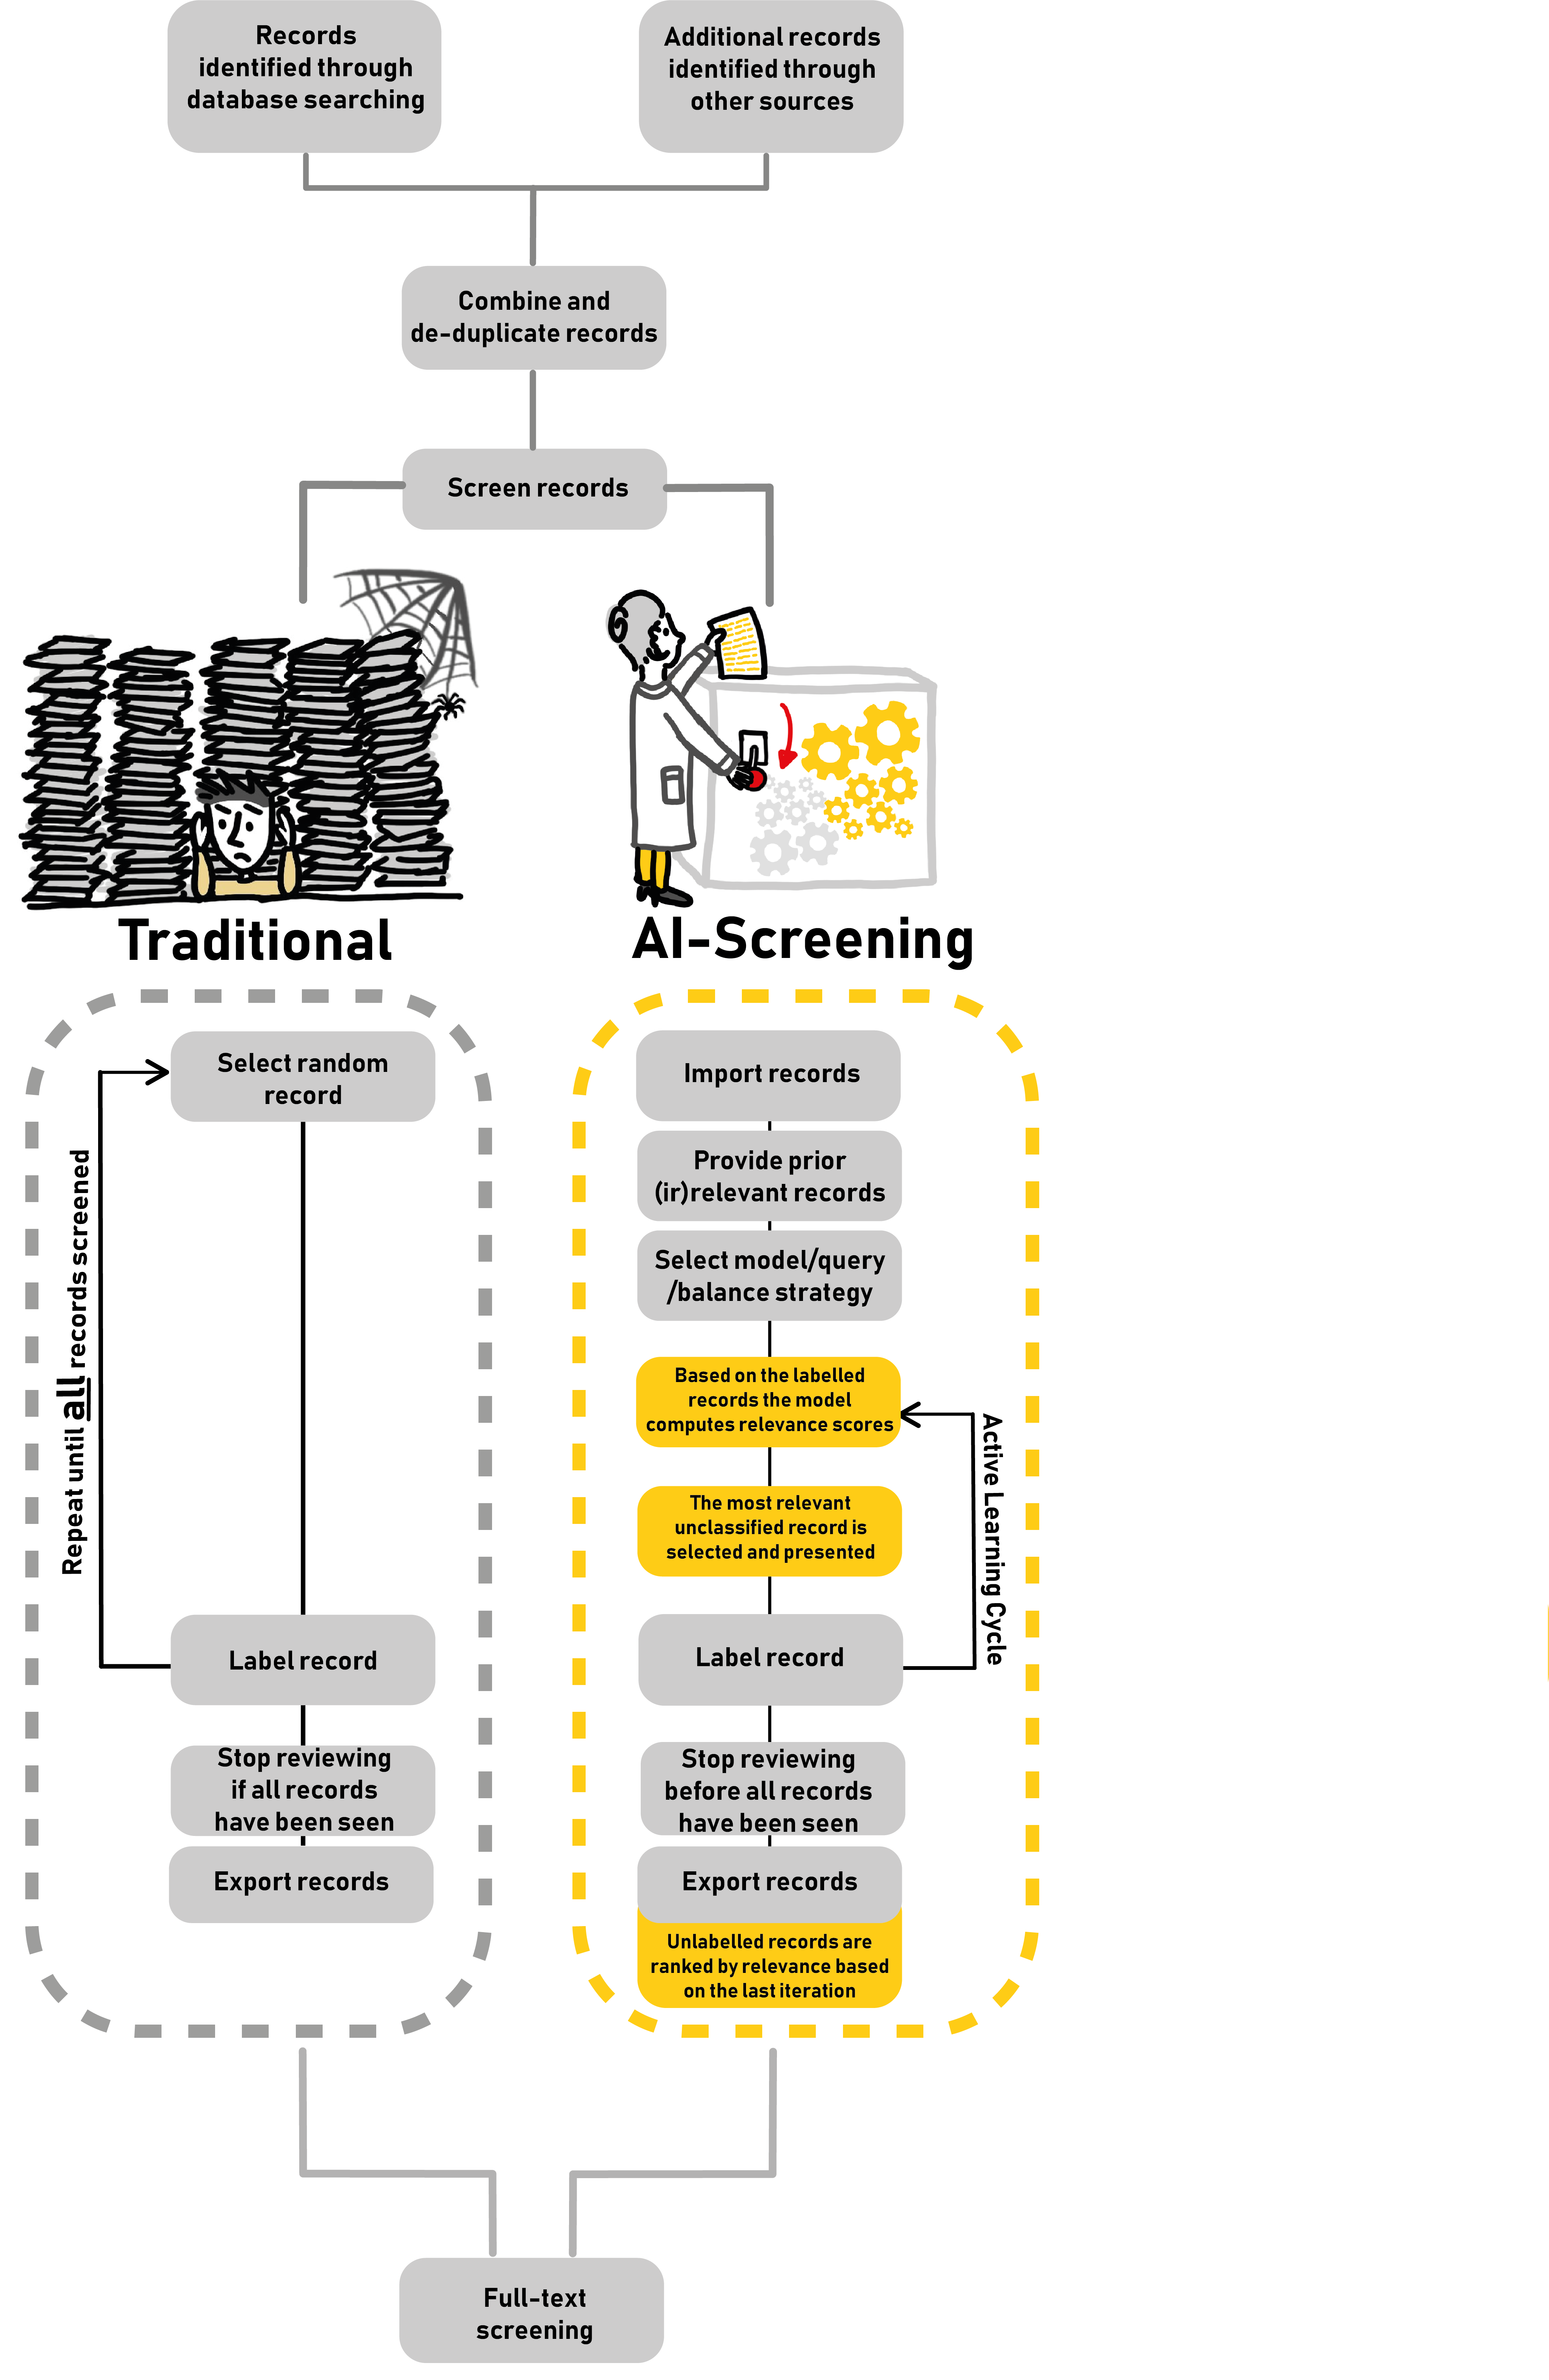 Records
identified through
database searching
Additional records
identified through
other sources
Combine and
de-duplicate records
Screen records
Traditional
AI-Screening
Select random
record
Repeat until all records screened
Label record
Stop reviewing
if all records
have been seen
Export records
Import records
Provide prior
(ir)relevant records
Select model/query
/balance strategy
Based on the labelled
records the model
computes relevance scores
The most relevant
unclassified record is
selected and presented
Active Learning Cycle
Label record
Stop reviewing
before all records
have been seen
Export records
Unlabelled records are
ranked by relevance based
on the last iteration
Full-text
screening